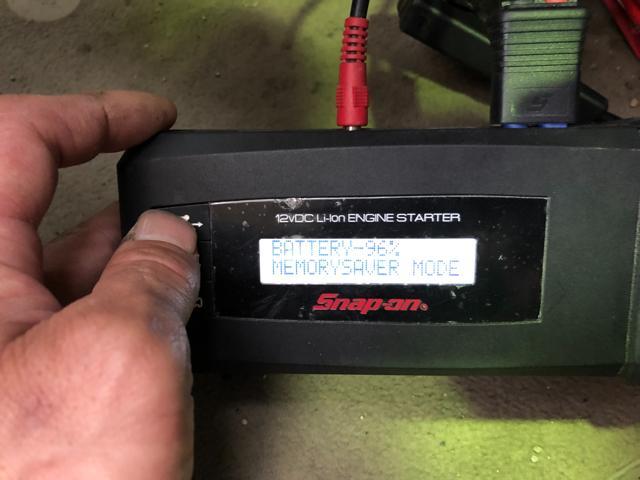 12vDC Li-Ion ENGINE STARTER
BATTERY-96%
MEMORYSAVER MODE
Snap-on®